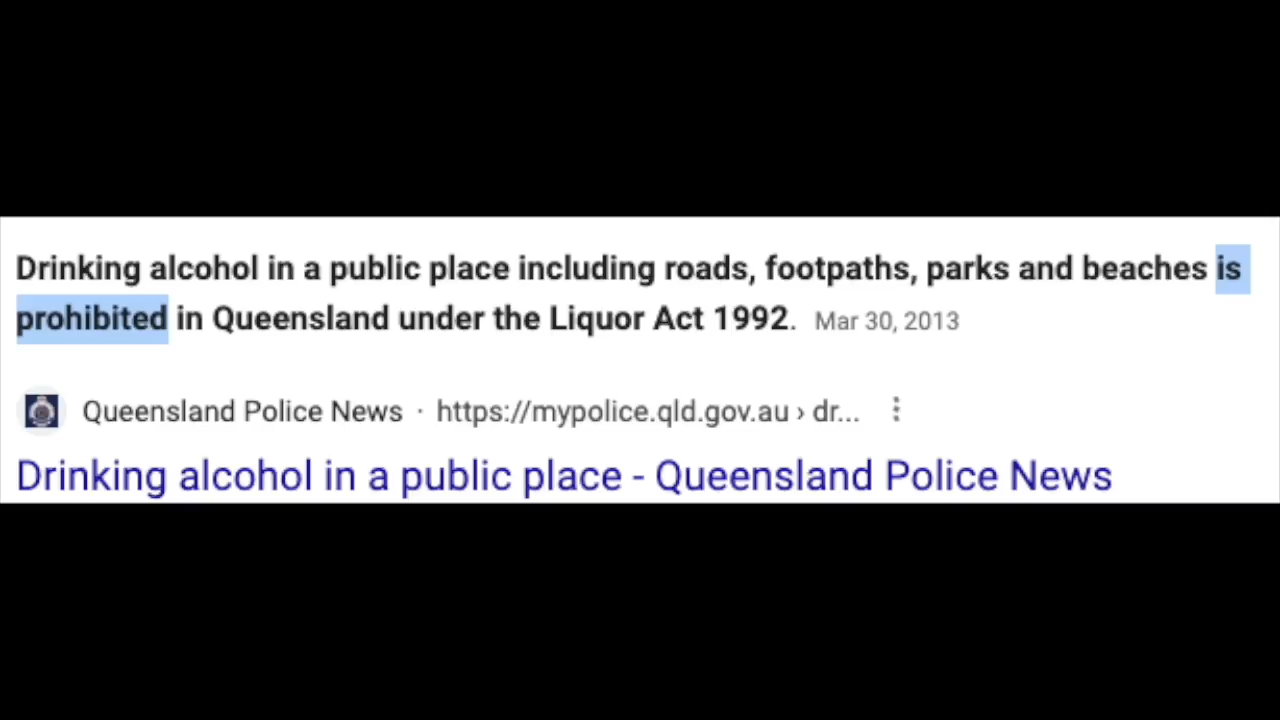 Drinking alcohol in a public place including roads, footpaths, parks and beaches is
prohibited in Queensland under the Liquor Act 1992. Mar 30, 2013
Queensland Police News · https://mypolice.qld.gov.au › dr...
Drinking alcohol in a public place - Queensland Police News